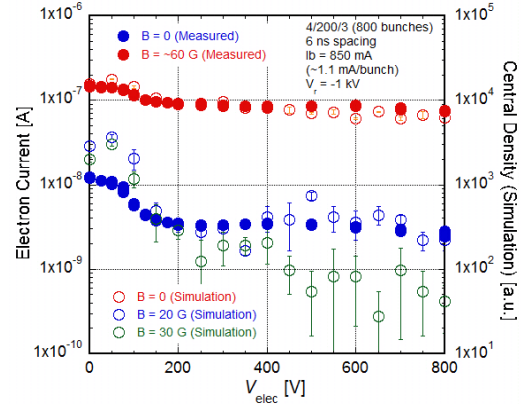 B = 0 (Measured)
B = ~60 G (Measured)
4/200/3 (800 bunches)
6 ns spacing
Ib = 850 mA
(~1.1 mA/bunch)
Vr = -1 kV
1x10-6
1x10-7
1x10-8
1x10-9
1x10-10
Electron Current [A]
1x105
1x104
1x103
1x102
1x101
Central Density (Simulation) [a.u.]
B = 0 (Simulation)
B = 20 G (Simulation)
B = 30 G (Simulation)
0 200 400 600 800
Velec [V]